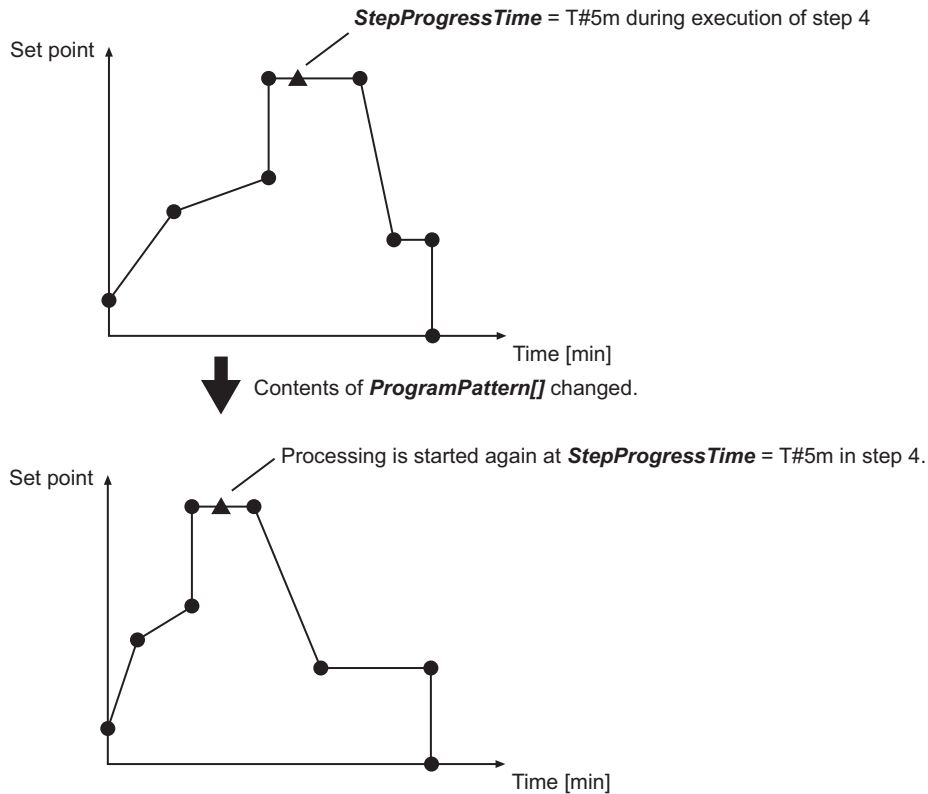 StepProgressTime = T#5m during execution of step 4
Set point
Time [min]
Contents of ProgramPattern[] changed.
Processing is started again at StepProgressTime = T#5m in step 4.
Set point
Time [min]